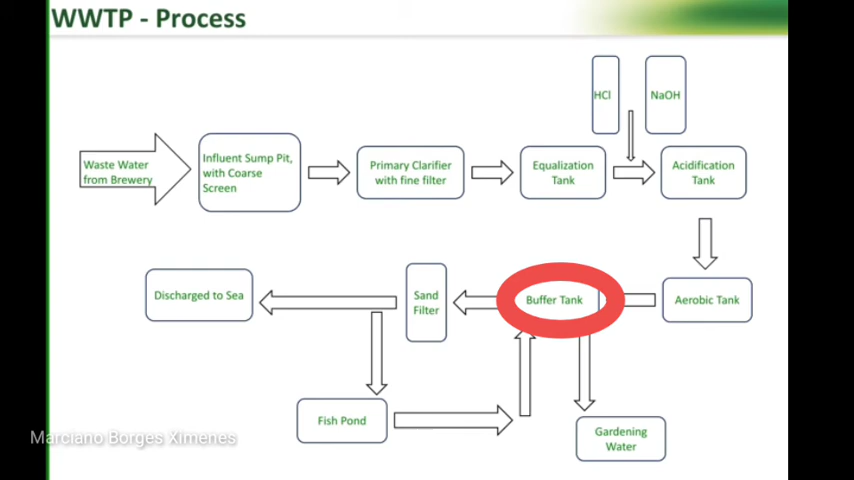 WWTP - Process
HCl
NaOH
Waste Water
from Brewery
Influent Sump Pit,
with Coarse
Screen
Primary Clarifier
with fine filter
Equalization
Tank
Acidification
Tank
Discharged to Sea
Sand
Filter
Buffer Tank
Aerobic Tank
Fish Pond
Gardening
Water
Marciano Borges Ximenes